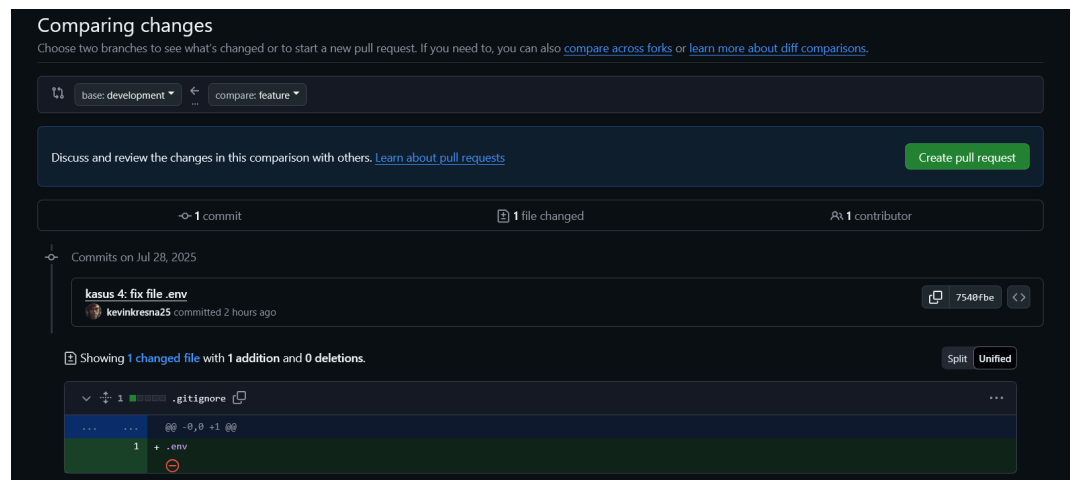 Comparing changes
Choose two branches to see what's changed or to start a new pull request. If you need to, you can also compare across forks or learn more about diff comparisons.
base: development
...
compare: feature
Discuss and review the changes in this comparison with others. Learn about pull requests
Create pull request
1 commit
1 file changed
1 contributor
Commits on Jul 28, 2025
kasus 4: fix file .env
7540fbe
kevinkresna25 committed 2 hours ago
Showing 1 changed file with 1 addition and 0 deletions.
Split
Unified
1
.gitignore
...
... ... @@ -0,0 +1 @@
1 + .env